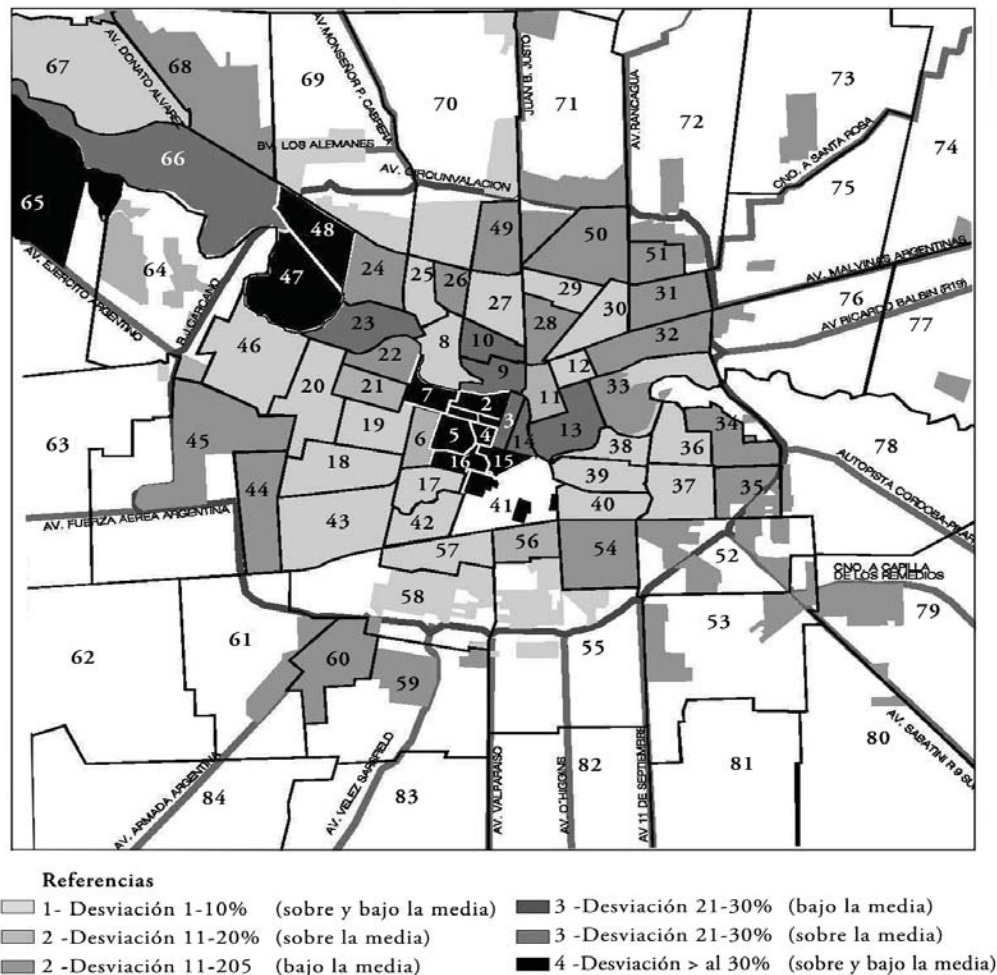 AV. DONATO ALVAREZ
AV. MONSEÑOR P. CABRERA
JUAN B. JUSTO
AV. RANCAGUA
67
68
69
70
71
72
73
74
BV. LOS ALEMANES
AV. CIRCUNVALACION
CNO. A SANTA ROSA
75
66
65
48
49
50
51
AV. EJERCITO ARGENTINO
64
R. J. CARCANO
47
24
25
26
27
29
30
31
AV. MALVINAS ARGENTINAS
76
AV RICARDO BALBIN (R19)
77
23
28
32
46
8
10
22
9
12
20
21
7
2
11
33
63
45
19
6
5
4
3
14
13
38
36
34
78
AUTOPISTA CORDOBA-PILAR
44
18
16
15
39
37
35
17
41
40
AV. FUERZA AEREA ARGENTINA
43
42
57
56
54
52
CNO. A CAPILLA
DE LOS REMEDIOS
58
53
79
62
61
60
59
55
80
AV. SABATINI R 9 SU
84
AV. ARMADA ARGENTINA
AV. VELEZ SARSFIELD
83
AV. VALPARAISO
AV. O'HIGGINS
82
AV 11 DE SEPTIEMBRE
81
Referencias
1- Desviación 1-10% (sobre y bajo la media)
2 -Desviación 11-20% (sobre la media)
2 -Desviación 11-205 (bajo la media)
3 -Desviación 21-30% (bajo la media)
3 -Desviación 21-30% (sobre la media)
4 -Desviación > al 30% (sobre y bajo la media)